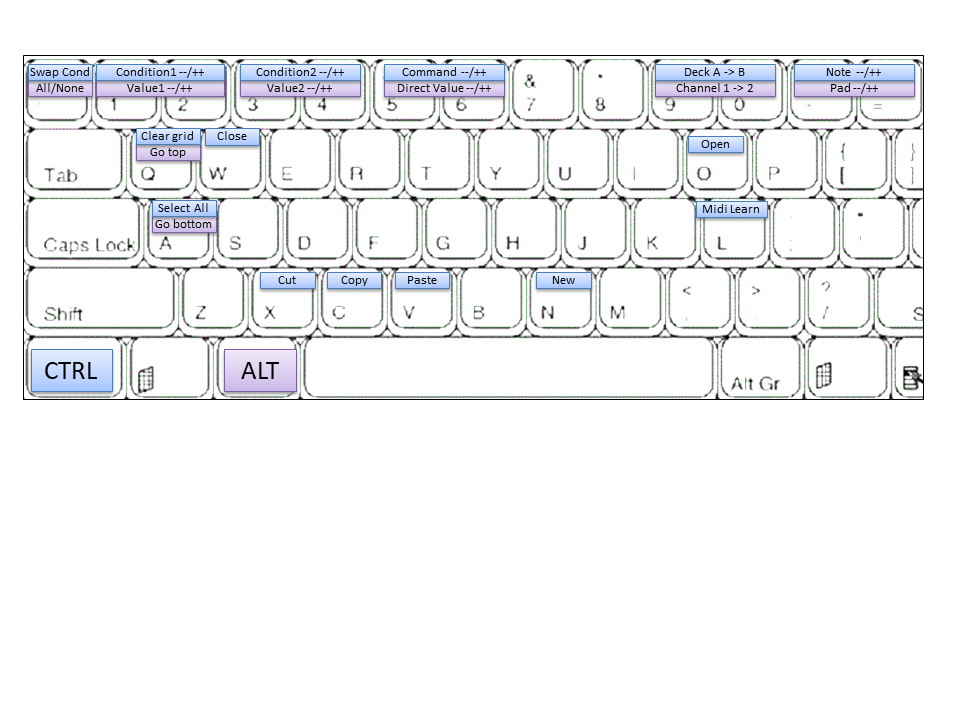 Swap Cond Condition1 --/++ Condition2 --/++ Command --/++ & * Deck A -> B Note --/++
All/None Value1 --/++ Value2 --/++ Direct Value --/++ Channel 1 -> 2 Pad --/++
1 2 3 4 5 6 7 8 9 0 =
Clear grid Close Open { }
Go top
Tab Q W E R T Y U I O P [ ]
Select All Midi Learn "
Go bottom
Caps Lock A S D F G H J K L ; '
Cut Copy Paste New < > ?
Shift Z X C V B N M , . / S
CTRL ALT Alt Gr